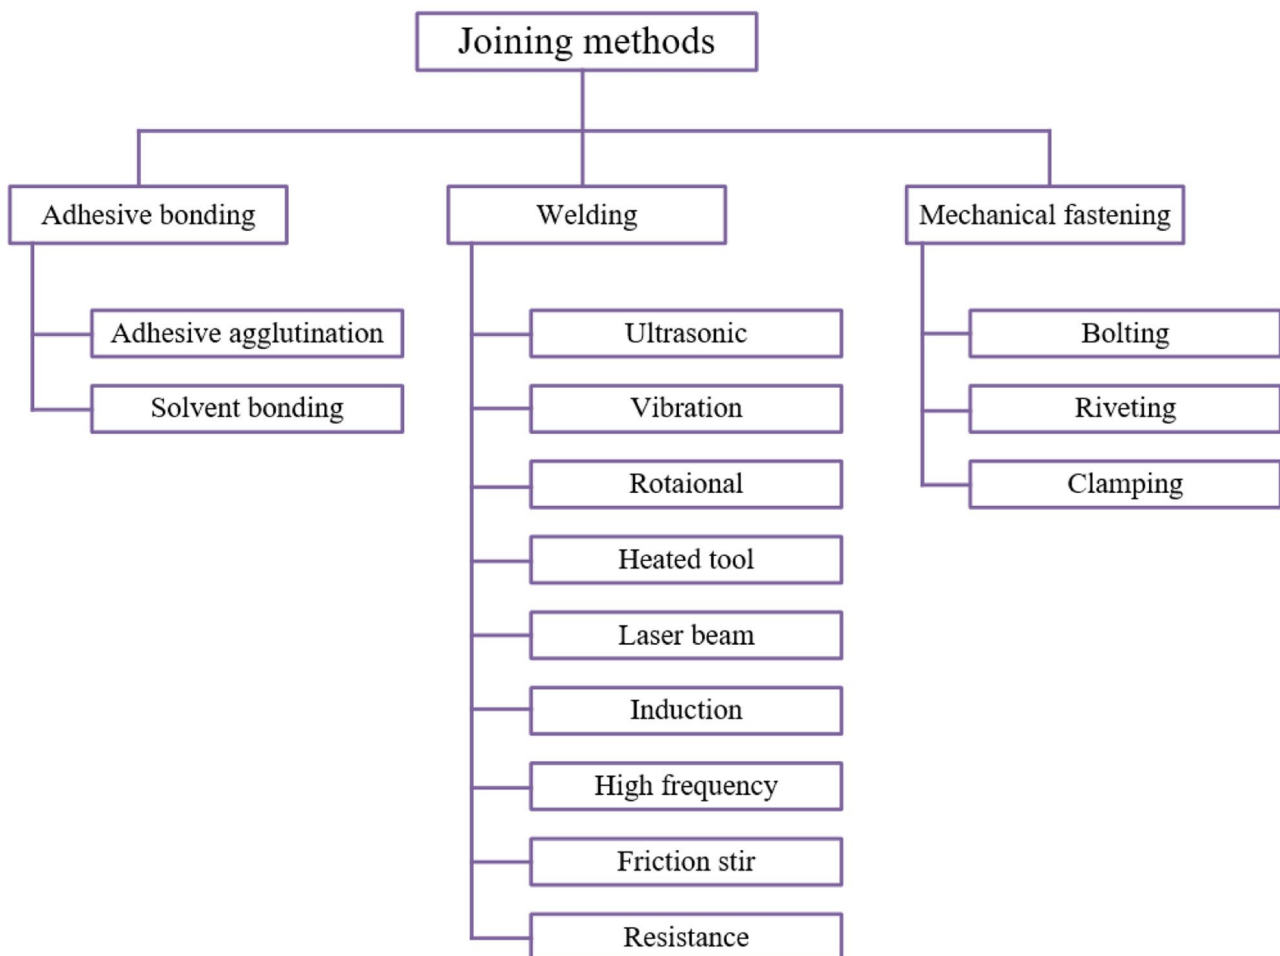 Joining methods
Adhesive bonding
Welding
Mechanical fastening
Adhesive agglutination
Solvent bonding
Ultrasonic
Vibration
Rotaional
Heated tool
Laser beam
Induction
High frequency
Friction stir
Resistance
Bolting
Riveting
Clamping